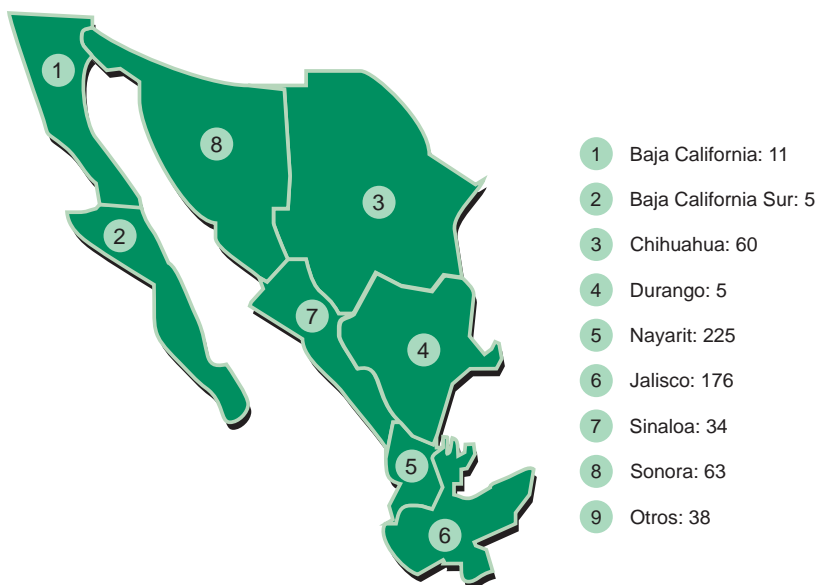 1
8
3
2
7
4
5
6
1 Baja California: 11
2 Baja California Sur: 5
3 Chihuahua: 60
4 Durango: 5
5 Nayarit: 225
6 Jalisco: 176
7 Sinaloa: 34
8 Sonora: 63
9 Otros: 38